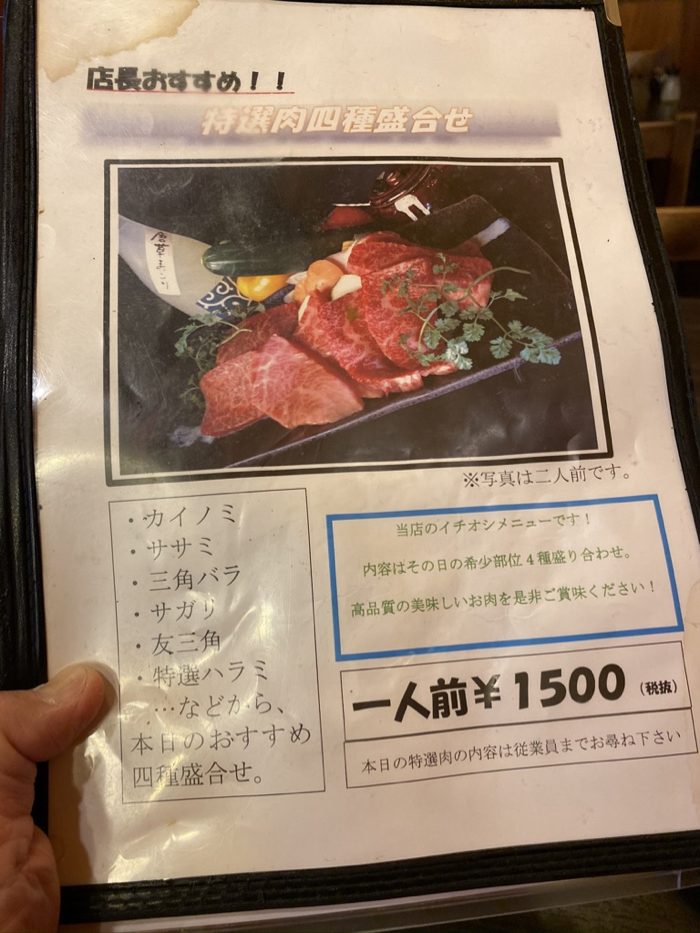 店長おすすめ！！
特選肉四種盛合せ
※写真は二人前です。
・カイノミ
・ササミ
・三角バラ
・サガリ
・友三角
・特選ハラミ
…などから、
本日のおすすめ
四種盛合せ。
当店のイチオシメニューです！
内容はその日の希少部位４種盛り合わせ。
高品質の美味しいお肉を是非ご賞味ください！
一人前￥1500（税抜）
本日の特選肉の内容は従業員までお尋ね下さい